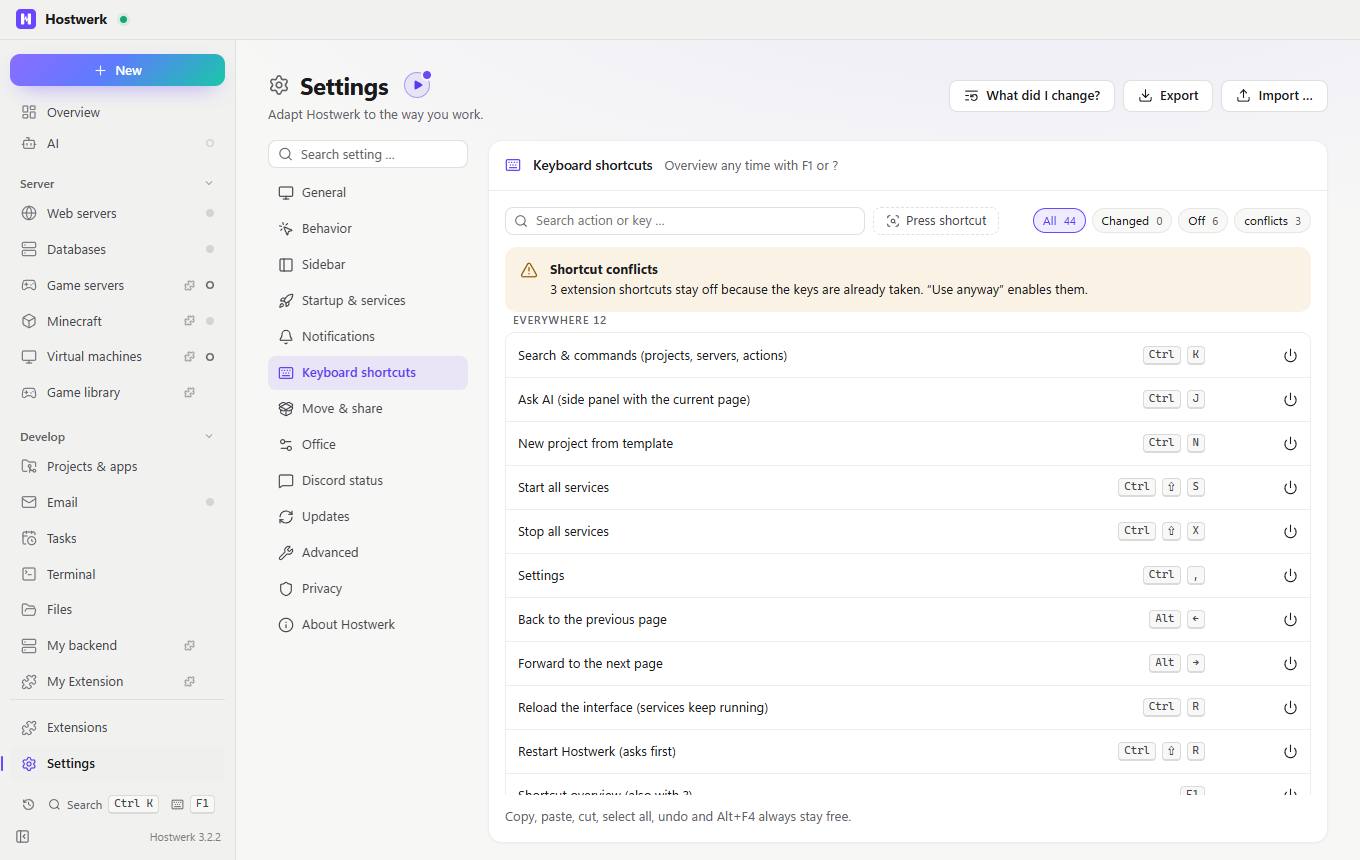 Hostwerk
New
Overview
AI
Server
Web servers
Databases
Game servers
Minecraft
Virtual machines
Game library
Develop
Projects & apps
Email
Tasks
Terminal
Files
My backend
My Extension
Extensions
Settings
Search Ctrl K F1
Hostwerk 3.2.2
Settings
Adapt Hostwerk to the way you work.
What did I change?
Export
Import ...
Search setting ...
General
Behavior
Sidebar
Startup & services
Notifications
Keyboard shortcuts
Move & share
Office
Discord status
Updates
Advanced
Privacy
About Hostwerk
Keyboard shortcuts Overview any time with F1 or ?
Search action or key ...
Press shortcut
All 44
Changed 0
Off 6
conflicts 3
Shortcut conflicts
3 extension shortcuts stay off because the keys are already taken. “Use anyway” enables them.
EVERYWHERE 12
Search & commands (projects, servers, actions) Ctrl K
Ask AI (side panel with the current page) Ctrl J
New project from template Ctrl N
Start all services Ctrl ⇧ S
Stop all services Ctrl ⇧ X
Settings Ctrl ,
Back to the previous page Alt ←
Forward to the next page Alt →
Reload the interface (services keep running) Ctrl R
Restart Hostwerk (asks first) Ctrl ⇧ R
Shortcut overview (also with ?) F1
Copy, paste, cut, select all, undo and Alt+F4 always stay free.